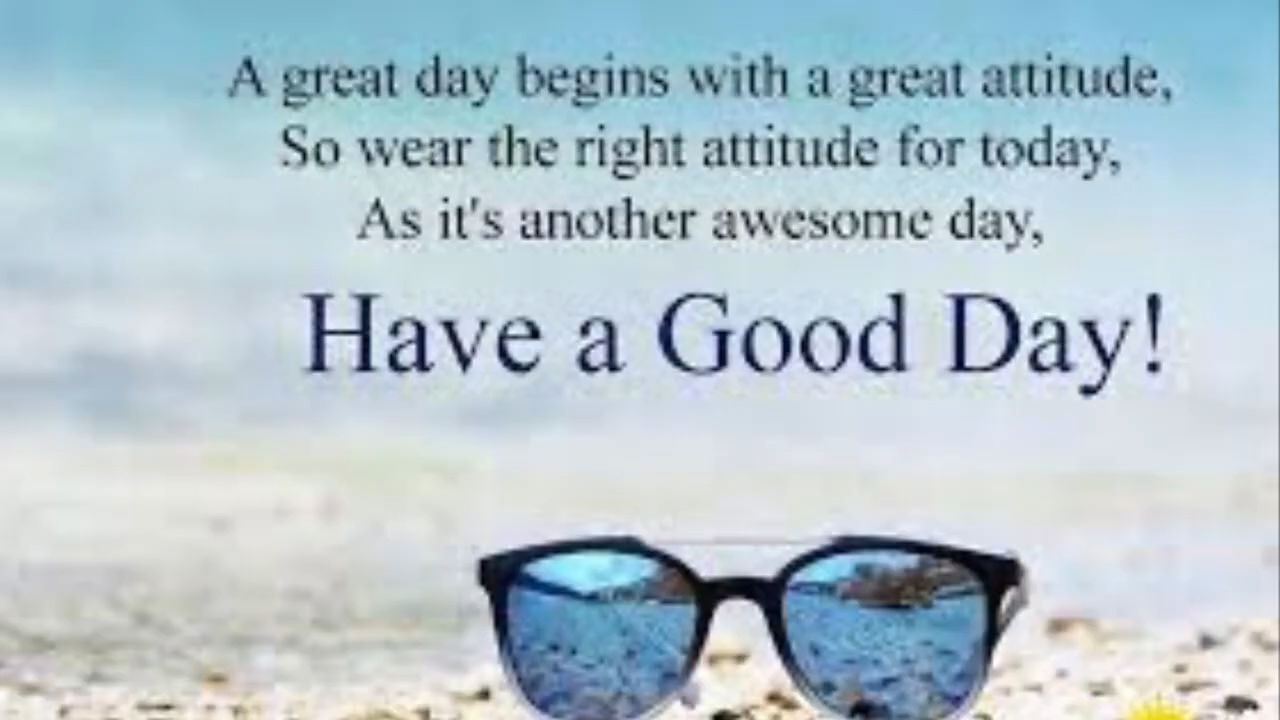 A great day begins with a great attitude,
So wear the right attitude for today,
As it's another awesome day,
Have a Good Day!